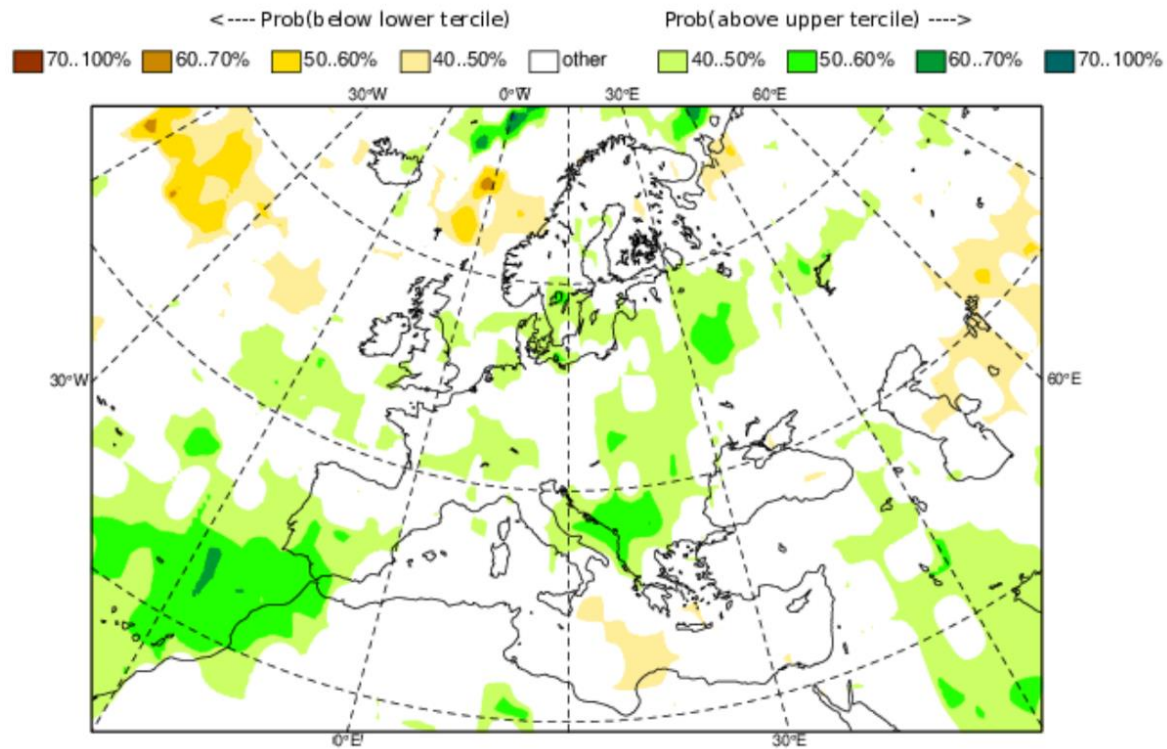 <---- Prob(below lower tercile) Prob(above upper tercile) ---->
70..100% 60..70% 50..60% 40..50% other 40..50% 50..60% 60..70% 70..100%
30°W 0°W 30°E 60°E
30°W 60°E
0°E 30°E